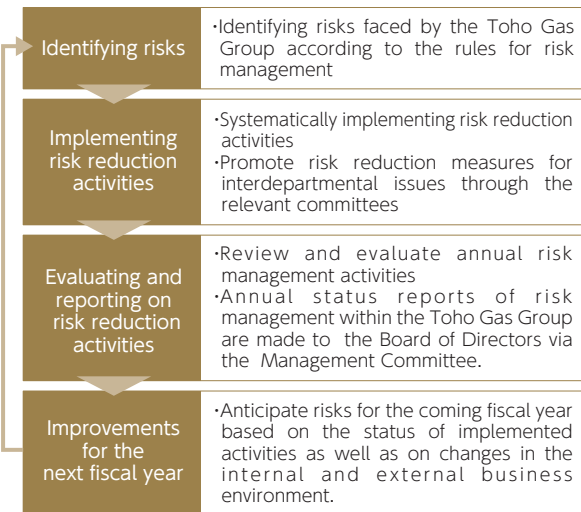 Identifying risks
·Identifying risks faced by the Toho Gas
Group according to the rules for risk
management
Implementing
risk reduction
activities
·Systematically implementing risk reduction
activities
·Promote risk reduction measures for
interdepartmental issues through the
relevant committees
Evaluating and
reporting on
risk reduction
activities
·Review and evaluate annual risk
management activities
·Annual status reports of risk
management within the Toho Gas Group
are made to the Board of Directors via
the Management Committee.
Improvements
for the
next fiscal year
·Anticipate risks for the coming fiscal year
based on the status of implemented
activities as well as on changes in the
internal and external business
environment.